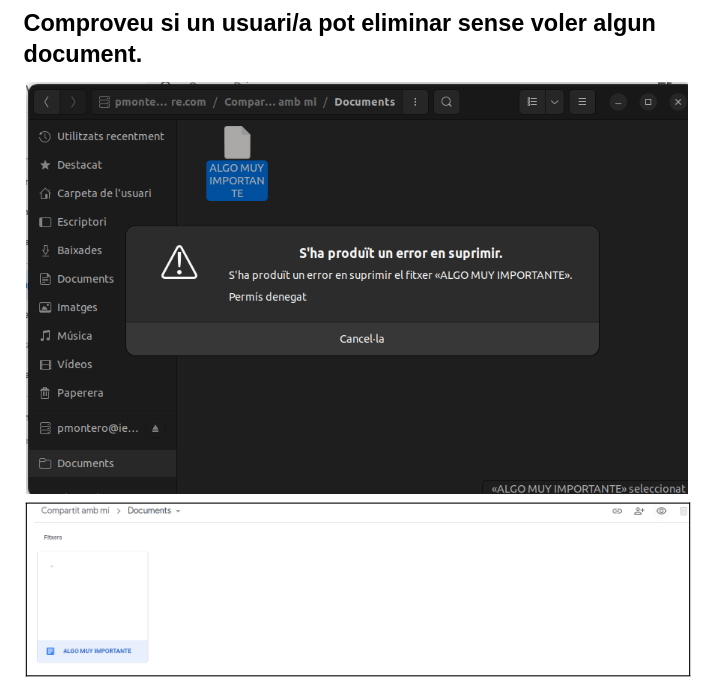 Comproveu si un usuari/a pot eliminar sense voler algun
document.
pmonte... re.com / Compar... amb mi / Documents
Utilitzats recentment
Destacat
Carpeta de l'usuari
Escriptori
Baixades
Documents
Imatges
Música
Vídeos
Paperera
pmontero@ie...
Documents
ALGO MUY
IMPORTAN
TE
S'ha produït un error en suprimir.
S'ha produït un error en suprimir el fitxer «ALGO MUY IMPORTANTE».
Permís denegat
Cancel·la
«ALGO MUY IMPORTANTE» seleccionat
Compartit amb mi > Documents
Fitxers
ALGO MUY IMPORTANTE